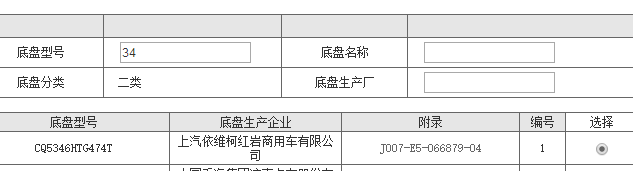 底盘型号 34 底盘名称
底盘分类 二类 底盘生产厂
底盘型号 底盘生产企业 附录 编号 选择
CQ5346HTG474T 上汽依维柯红岩商用车有限公司 J007-E5-066879-04 1